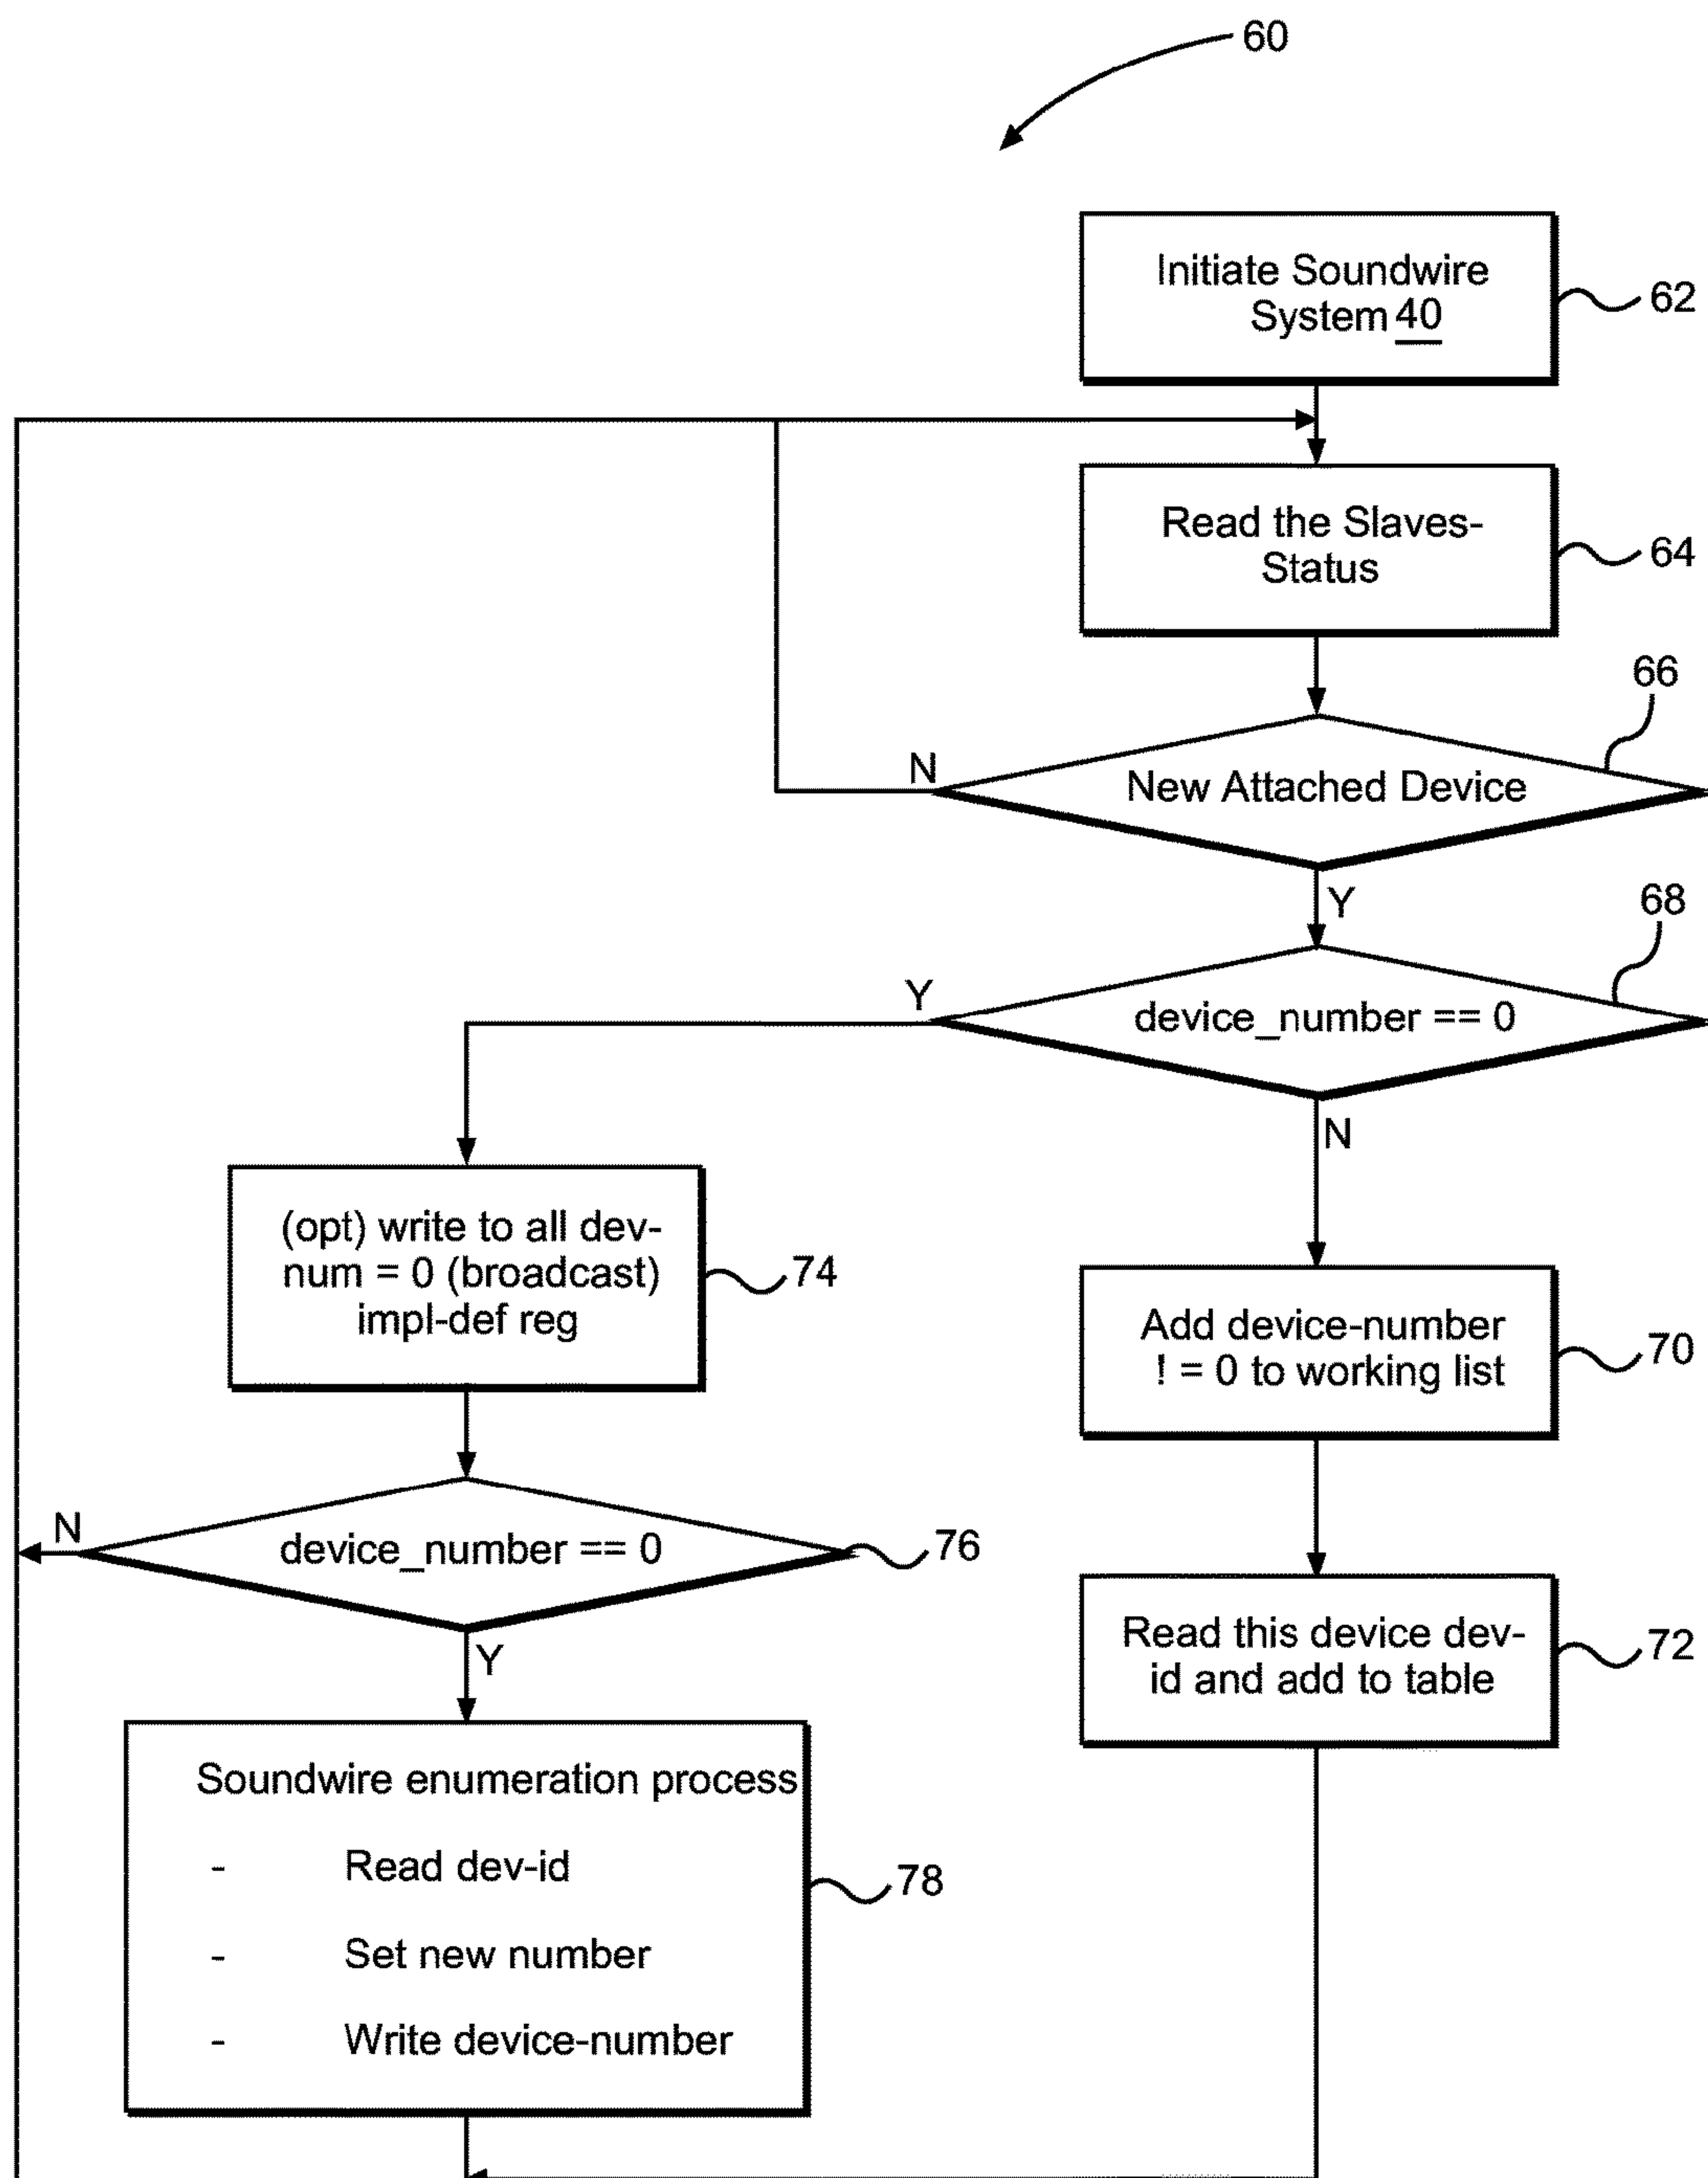 60
Initiate Soundwire
System 40
62
Read the Slaves-
Status
64
66
N
New Attached Device
Y
68
Y
device_number == 0
N
(opt) write to all dev-
num = 0 (broadcast)
impl-def reg
74
Add device-number
! = 0 to working list
70
N
device_number == 0
76
Y
Read this device dev-
id and add to table
72
Soundwire enumeration process
- Read dev-id
- Set new number
- Write device-number
78